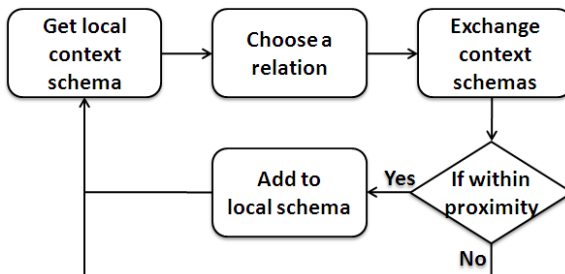 Get local
context
schema
Choose a
relation
Exchange
context
schemas
If within
proximity
Yes
Add to
local schema
No